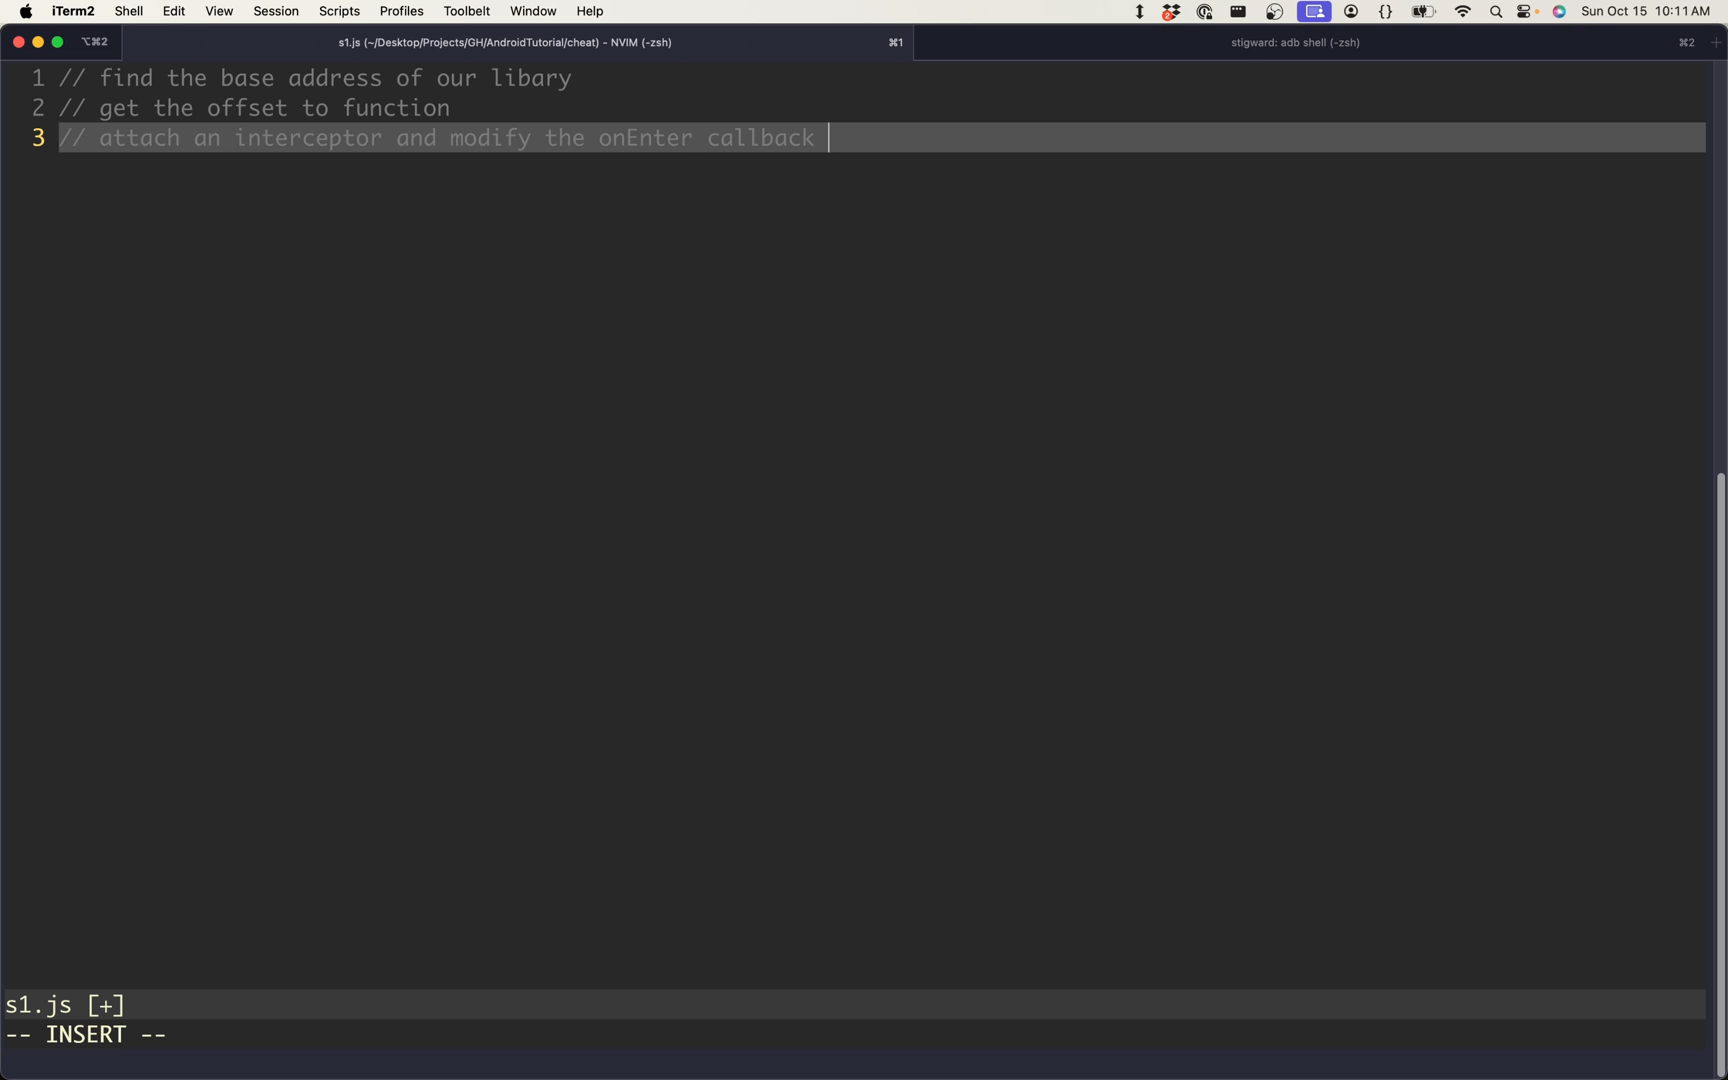 iTerm2 Shell Edit View Session Scripts Profiles Toolbelt Window Help 2 Sun Oct 15 10:11 AM
⌥⌘2 s1.js (~/Desktop/Projects/GH/AndroidTutorial/cheat) - NVIM (-zsh) ⌘1 stigward: adb shell (-zsh) ⌘2
1 // find the base address of our libary
2 // get the offset to function
3 // attach an interceptor and modify the onEnter callback
s1.js [+]
-- INSERT --